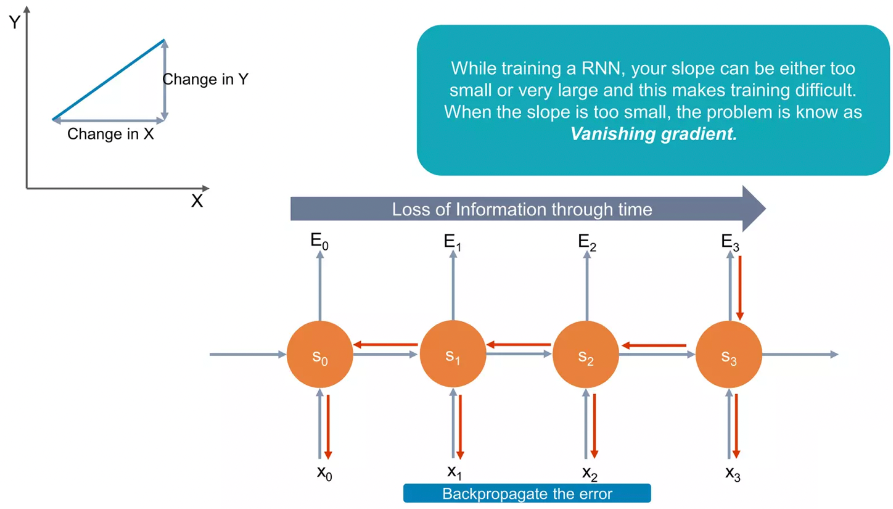 Y
Change in Y
Change in X
X
While training a RNN, your slope can be either too
small or very large and this makes training difficult.
When the slope is too small, the problem is know as
Vanishing gradient.
Loss of Information through time
E0 E1 E2 E3
s0 s1 s2 s3
x0 x1 x2 x3
Backpropagate the error